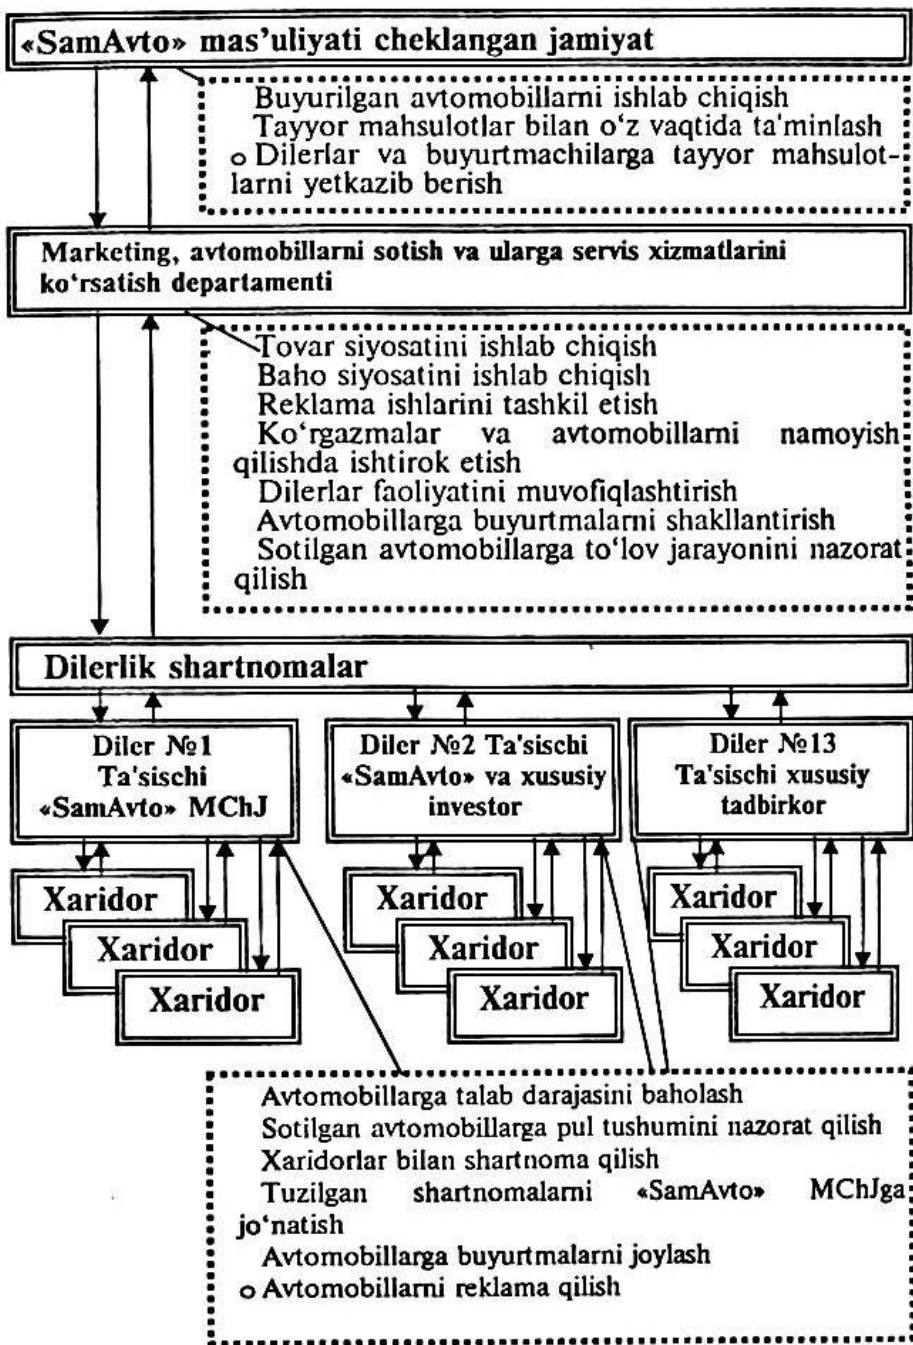 «SamAvto» mas'uliyati cheklangan jamiyat
Buyurilgan avtomobillarni ishlab chiqish
Tayyor mahsulotlar bilan o‘z vaqtida ta'minlash
o Dilerlar va buyurtmachilarga tayyor mahsulot-
larni yetkazib berish
Marketing, avtomobillarni sotish va ularga servis xizmatlarini
ko‘rsatish departamenti
Tovar siyosatini ishlab chiqish
Baho siyosatini ishlab chiqish
Reklama ishlarini tashkil etish
Ko‘rgazmalar va avtomobillarni namoyish
qilishda ishtirok etish
Dilerlar faoliyatini muvofiqlashtirish
Avtomobillarga buyurtmalarni shakllantirish
Sotilgan avtomobillarga to‘lov jarayonini nazorat
qilish
Dilerlik shartnomalar
Diler №1
Ta'sischi
«SamAvto» MChJ
Diler №2 Ta'sischi
«SamAvto» va xususiy
investor
Diler №13
Ta'sischi xususiy
tadbirkor
Xaridor
Xaridor
Xaridor
Xaridor
Xaridor
Xaridor
Xaridor
Xaridor
Xaridor
Avtomobillarga talab darajasini baholash
Sotilgan avtomobillarga pul tushumini nazorat qilish
Xaridorlar bilan shartnoma qilish
Tuzilgan shartnomalarni «SamAvto» MChJga
jo‘natish
Avtomobillarga buyurtmalarni joylash
o Avtomobillarni reklama qilish